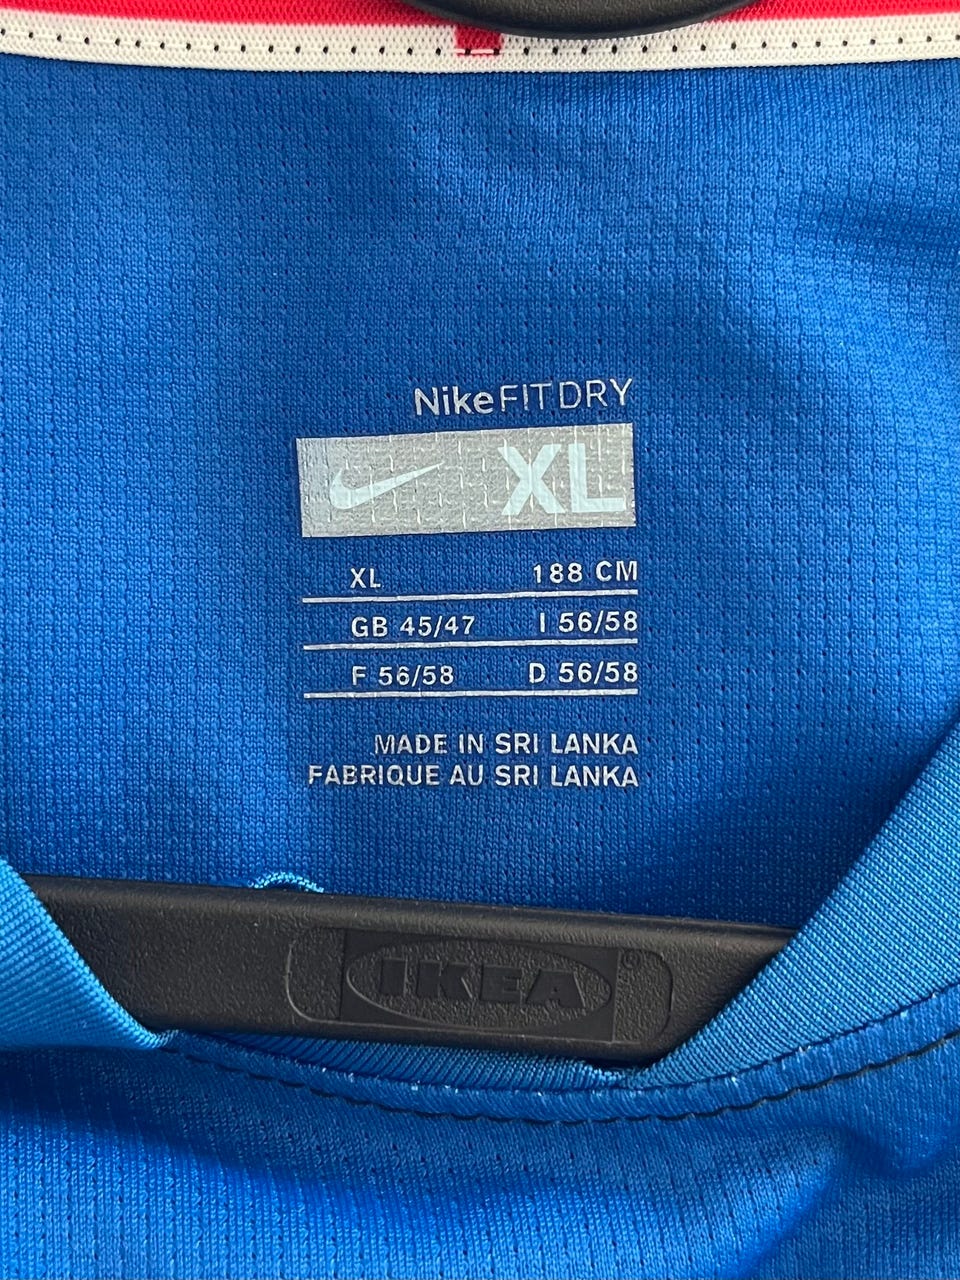 NikeFITDRY
XL
XL 188 CM
GB 45/47 I 56/58
F 56/58 D 56/58
MADE IN SRI LANKA
FABRIQUE AU SRI LANKA
IKEA®